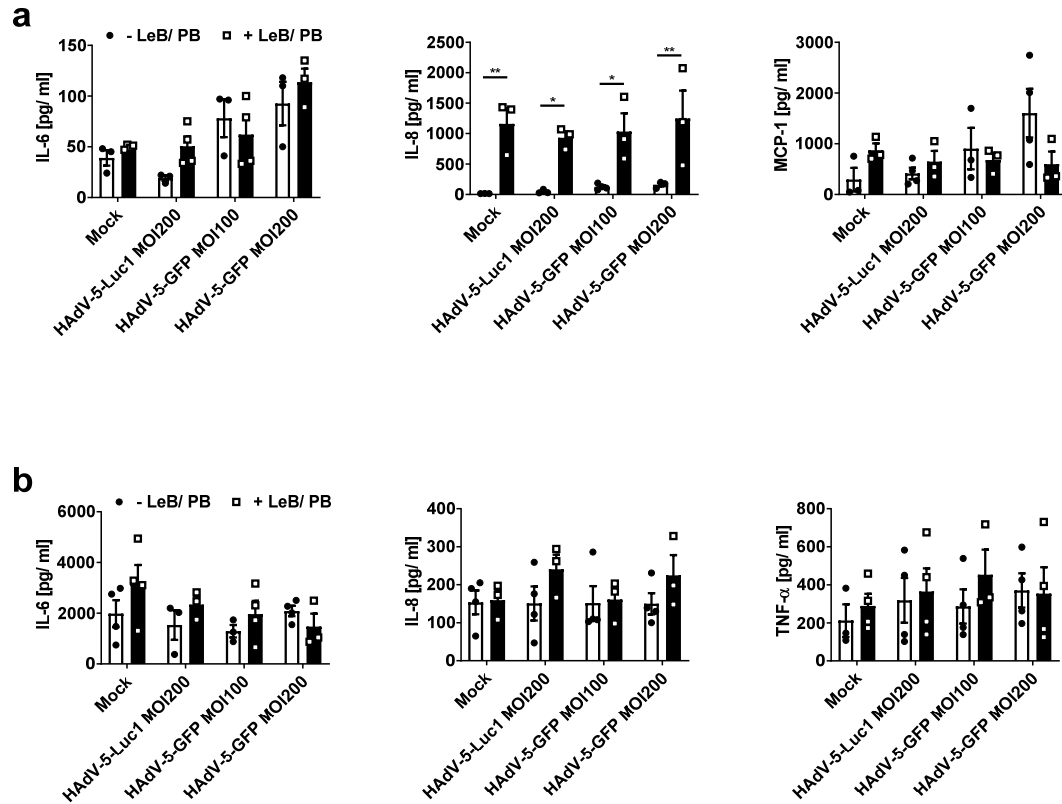 a
- LeB/ PB
+ LeB/ PB
IL-6 [pg/ ml]
150
100
50
0
Mock
HAdV-5-Luc1 MOI200
HAdV-5-GFP MOI100
HAdV-5-GFP MOI200
IL-8 [pg/ ml]
2500
2000
1500
1000
500
0
**
*
*
**
Mock
HAdV-5-Luc1 MOI200
HAdV-5-GFP MOI100
HAdV-5-GFP MOI200
MCP-1 [pg/ ml]
3000
2000
1000
0
Mock
HAdV-5-Luc1 MOI200
HAdV-5-GFP MOI100
HAdV-5-GFP MOI200
b
- LeB/ PB
+ LeB/ PB
IL-6 [pg/ ml]
6000
4000
2000
0
Mock
HAdV-5-Luc1 MOI200
HAdV-5-GFP MOI100
HAdV-5-GFP MOI200
IL-8 [pg/ ml]
400
300
200
100
0
Mock
HAdV-5-Luc1 MOI200
HAdV-5-GFP MOI100
HAdV-5-GFP MOI200
TNF-α [pg/ ml]
800
600
400
200
0
Mock
HAdV-5-Luc1 MOI200
HAdV-5-GFP MOI100
HAdV-5-GFP MOI200